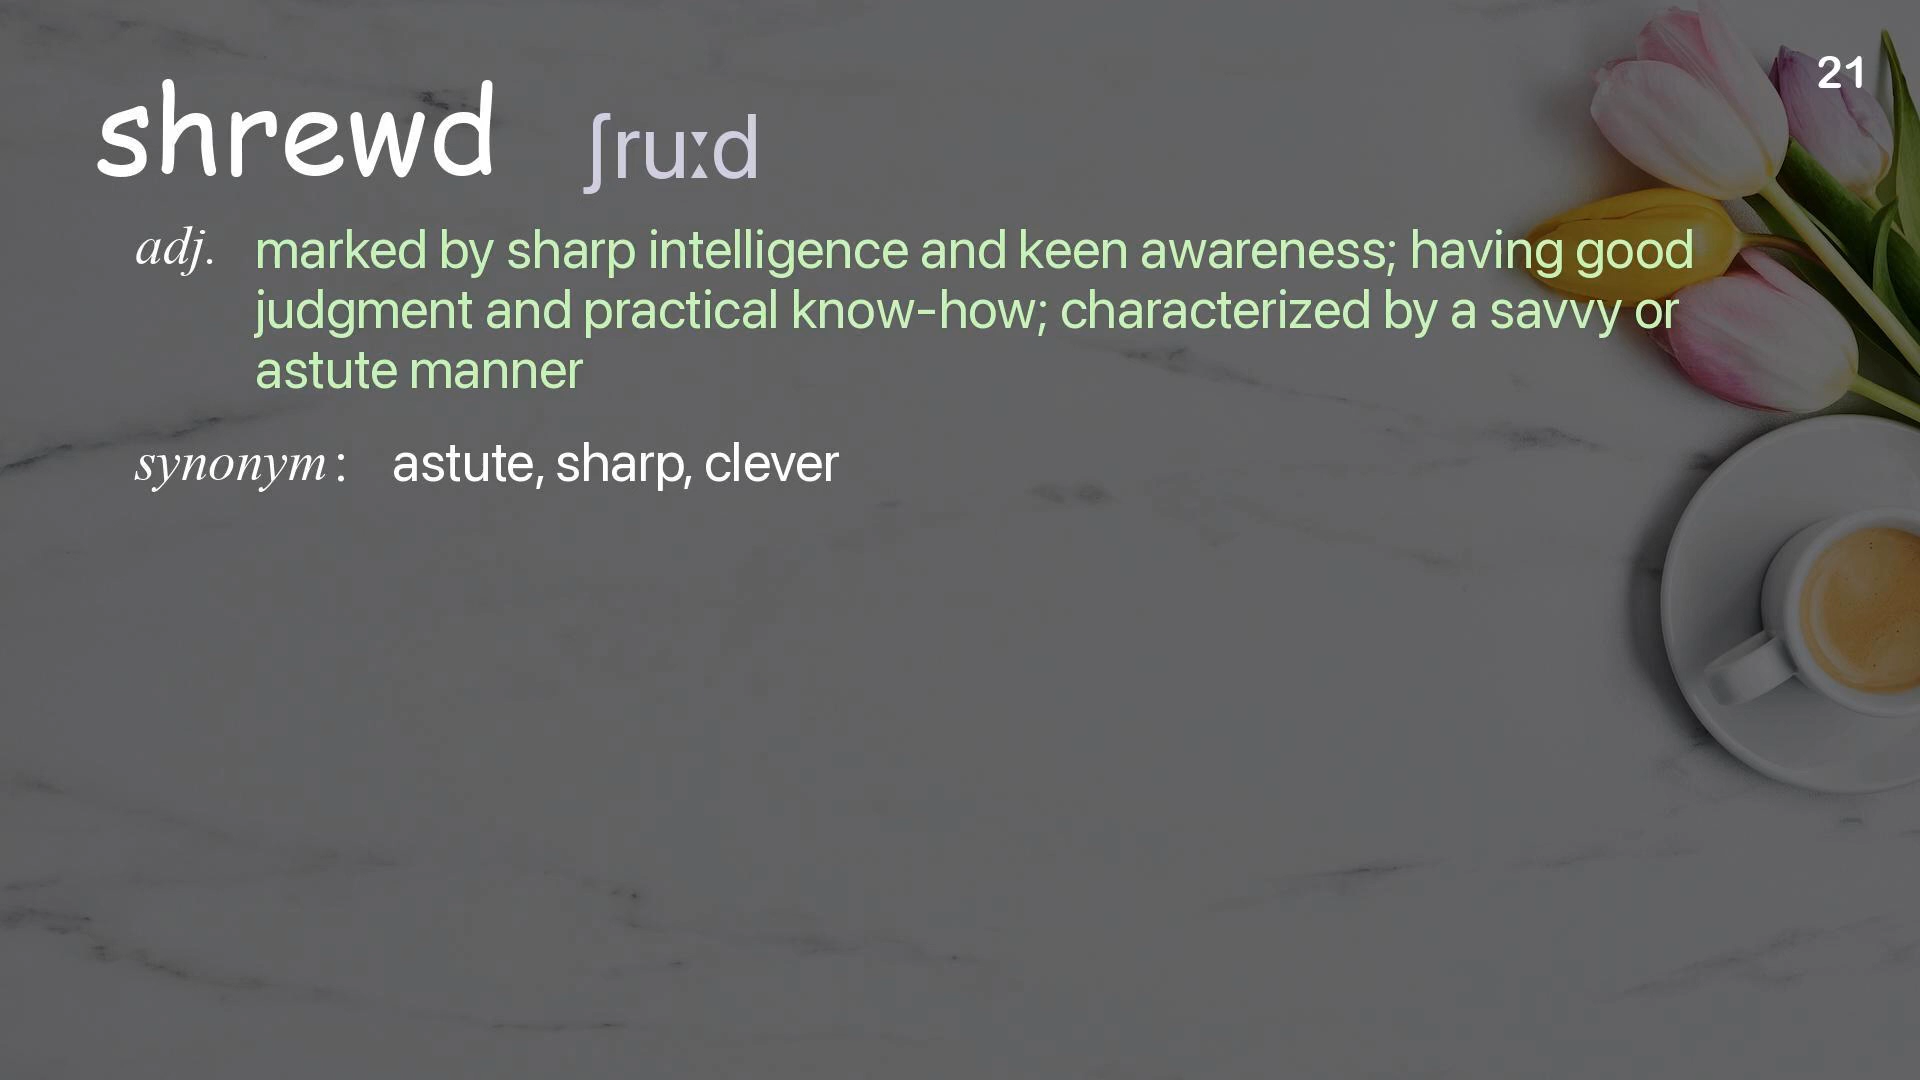 21
shrewd ʃruːd
adj. marked by sharp intelligence and keen awareness; having good
judgment and practical know-how; characterized by a savvy or
astute manner
synonym: astute, sharp, clever